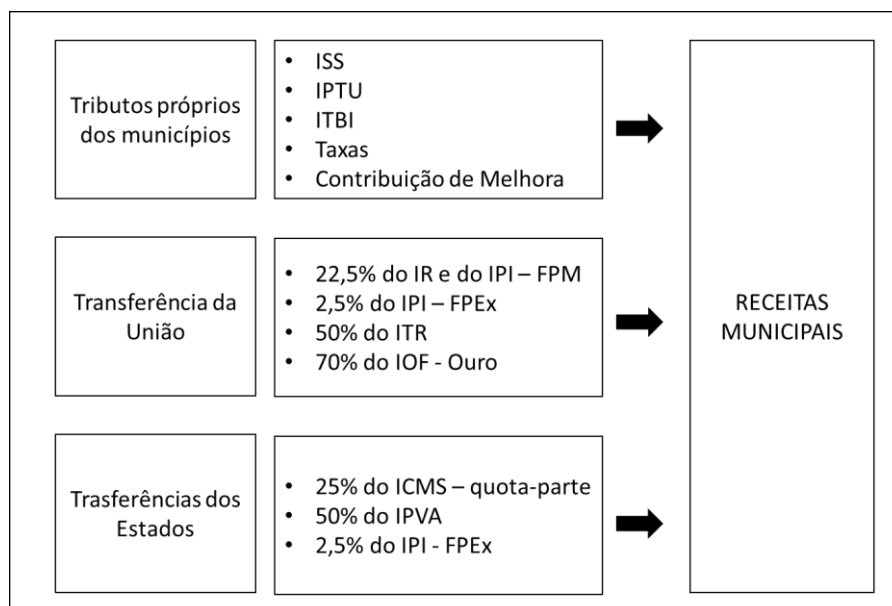 Tributos próprios
dos municípios
• ISS
• IPTU
• ITBI
• Taxas
• Contribuição de Melhora
Transferência da
União
• 22,5% do IR e do IPI – FPM
• 2,5% do IPI – FPEx
• 50% do ITR
• 70% do IOF - Ouro
Trasferências dos
Estados
• 25% do ICMS – quota-parte
• 50% do IPVA
• 2,5% do IPI - FPEx
RECEITAS
MUNICIPAIS